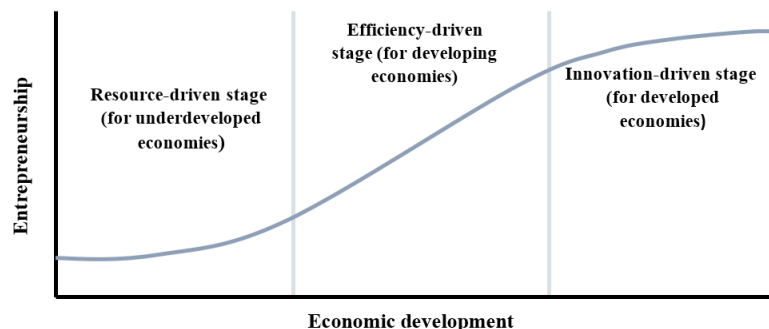 Entrepreneurship
Resource-driven stage
(for underdeveloped
economies)
Efficiency-driven
stage (for developing
economies)
Innovation-driven stage
(for developed
economies)
Economic development